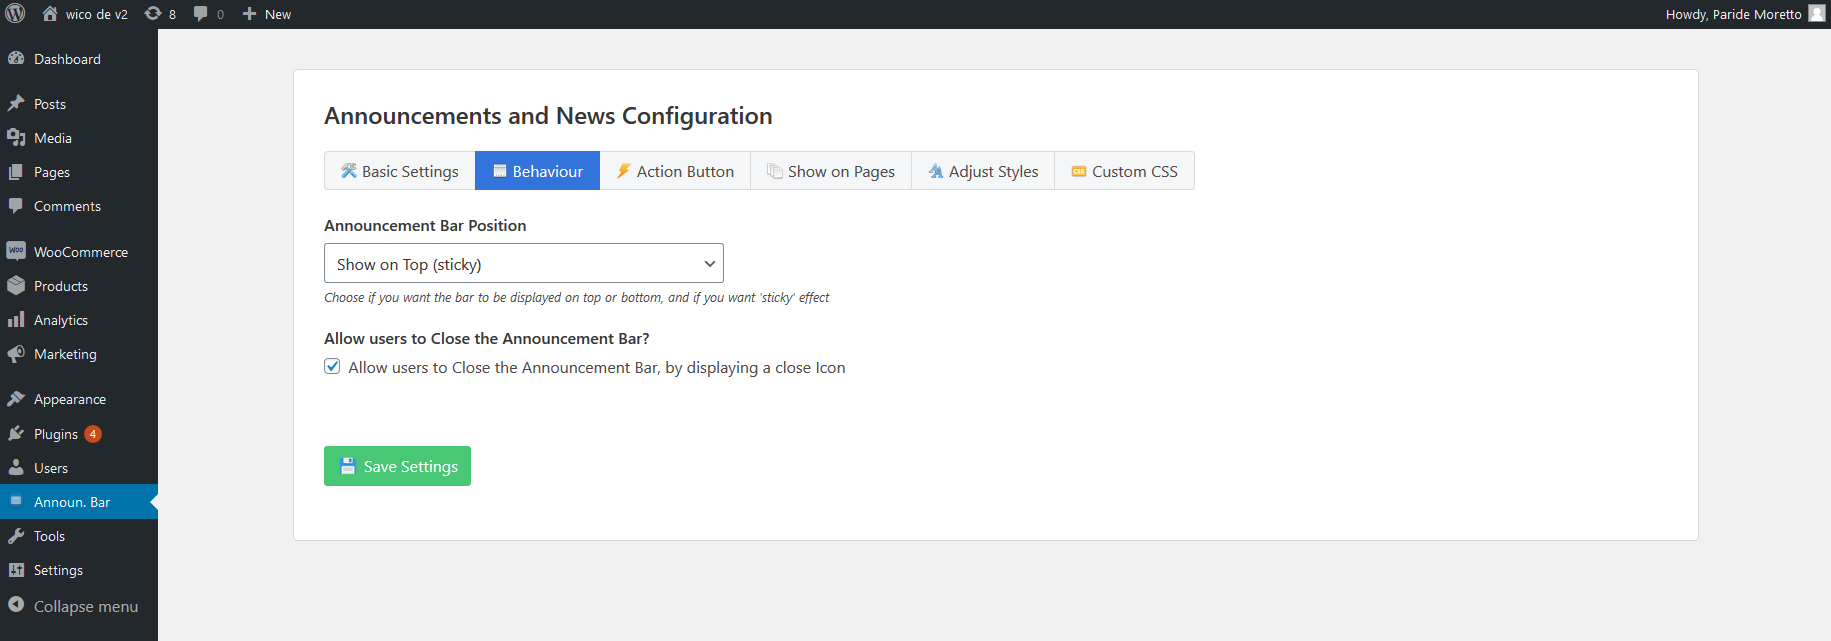 wico de v2 8 0 New Howdy, Paride Moretto
Dashboard
Posts
Media
Pages
Comments
WooCommerce
Products
Analytics
Marketing
Appearance
Plugins 4
Users
Announ. Bar
Tools
Settings
Collapse menu
Announcements and News Configuration
Basic Settings Behaviour Action Button Show on Pages Adjust Styles CSS Custom CSS
Announcement Bar Position
Show on Top (sticky)
Choose if you want the bar to be displayed on top or bottom, and if you want 'sticky' effect
Allow users to Close the Announcement Bar?
Allow users to Close the Announcement Bar, by displaying a close Icon
Save Settings